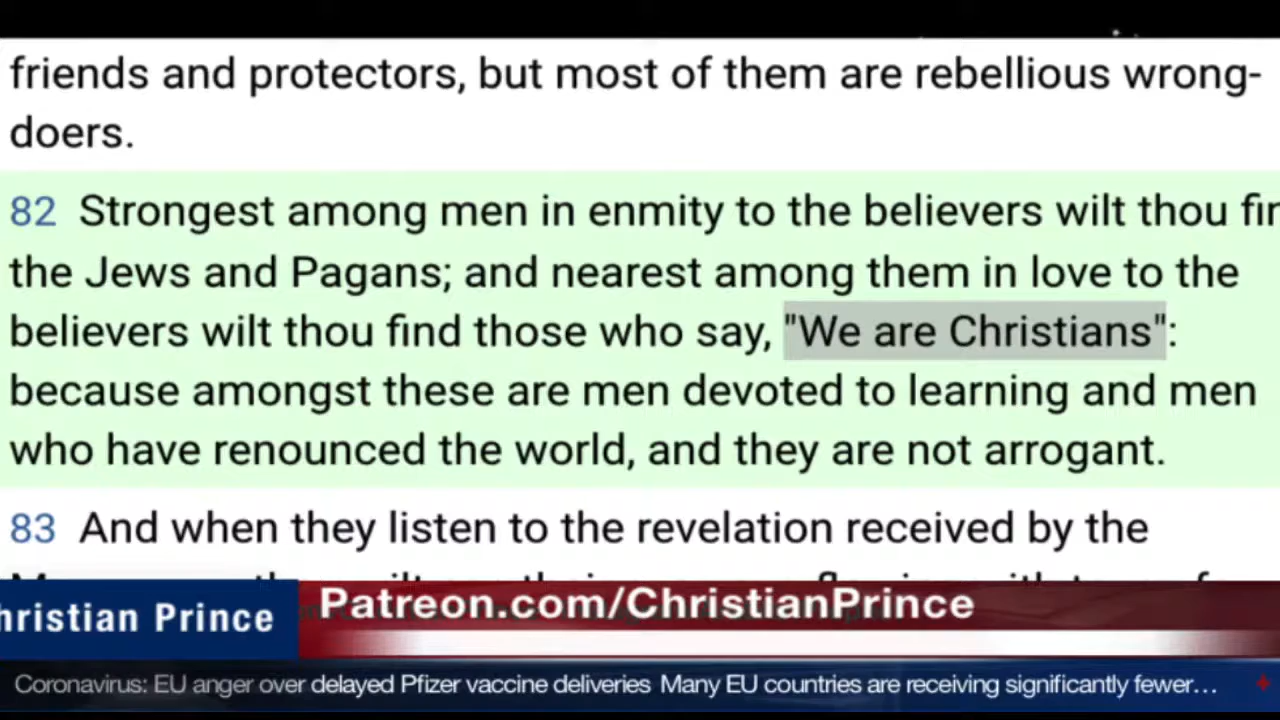 friends and protectors, but most of them are rebellious wrong-
doers.
82 Strongest among men in enmity to the believers wilt thou
the Jews and Pagans; and nearest among them in love to the
believers wilt thou find those who say, "We are Christians":
because amongst these are men devoted to learning and men
who have renounced the world, and they are not arrogant.
83 And when they listen to the revelation received by the
hristian Prince
Patreon.com/ChristianPrince
Coronavirus: EU anger over delayed Pfizer vaccine deliveries Many EU countries are receiving significantly fewer...